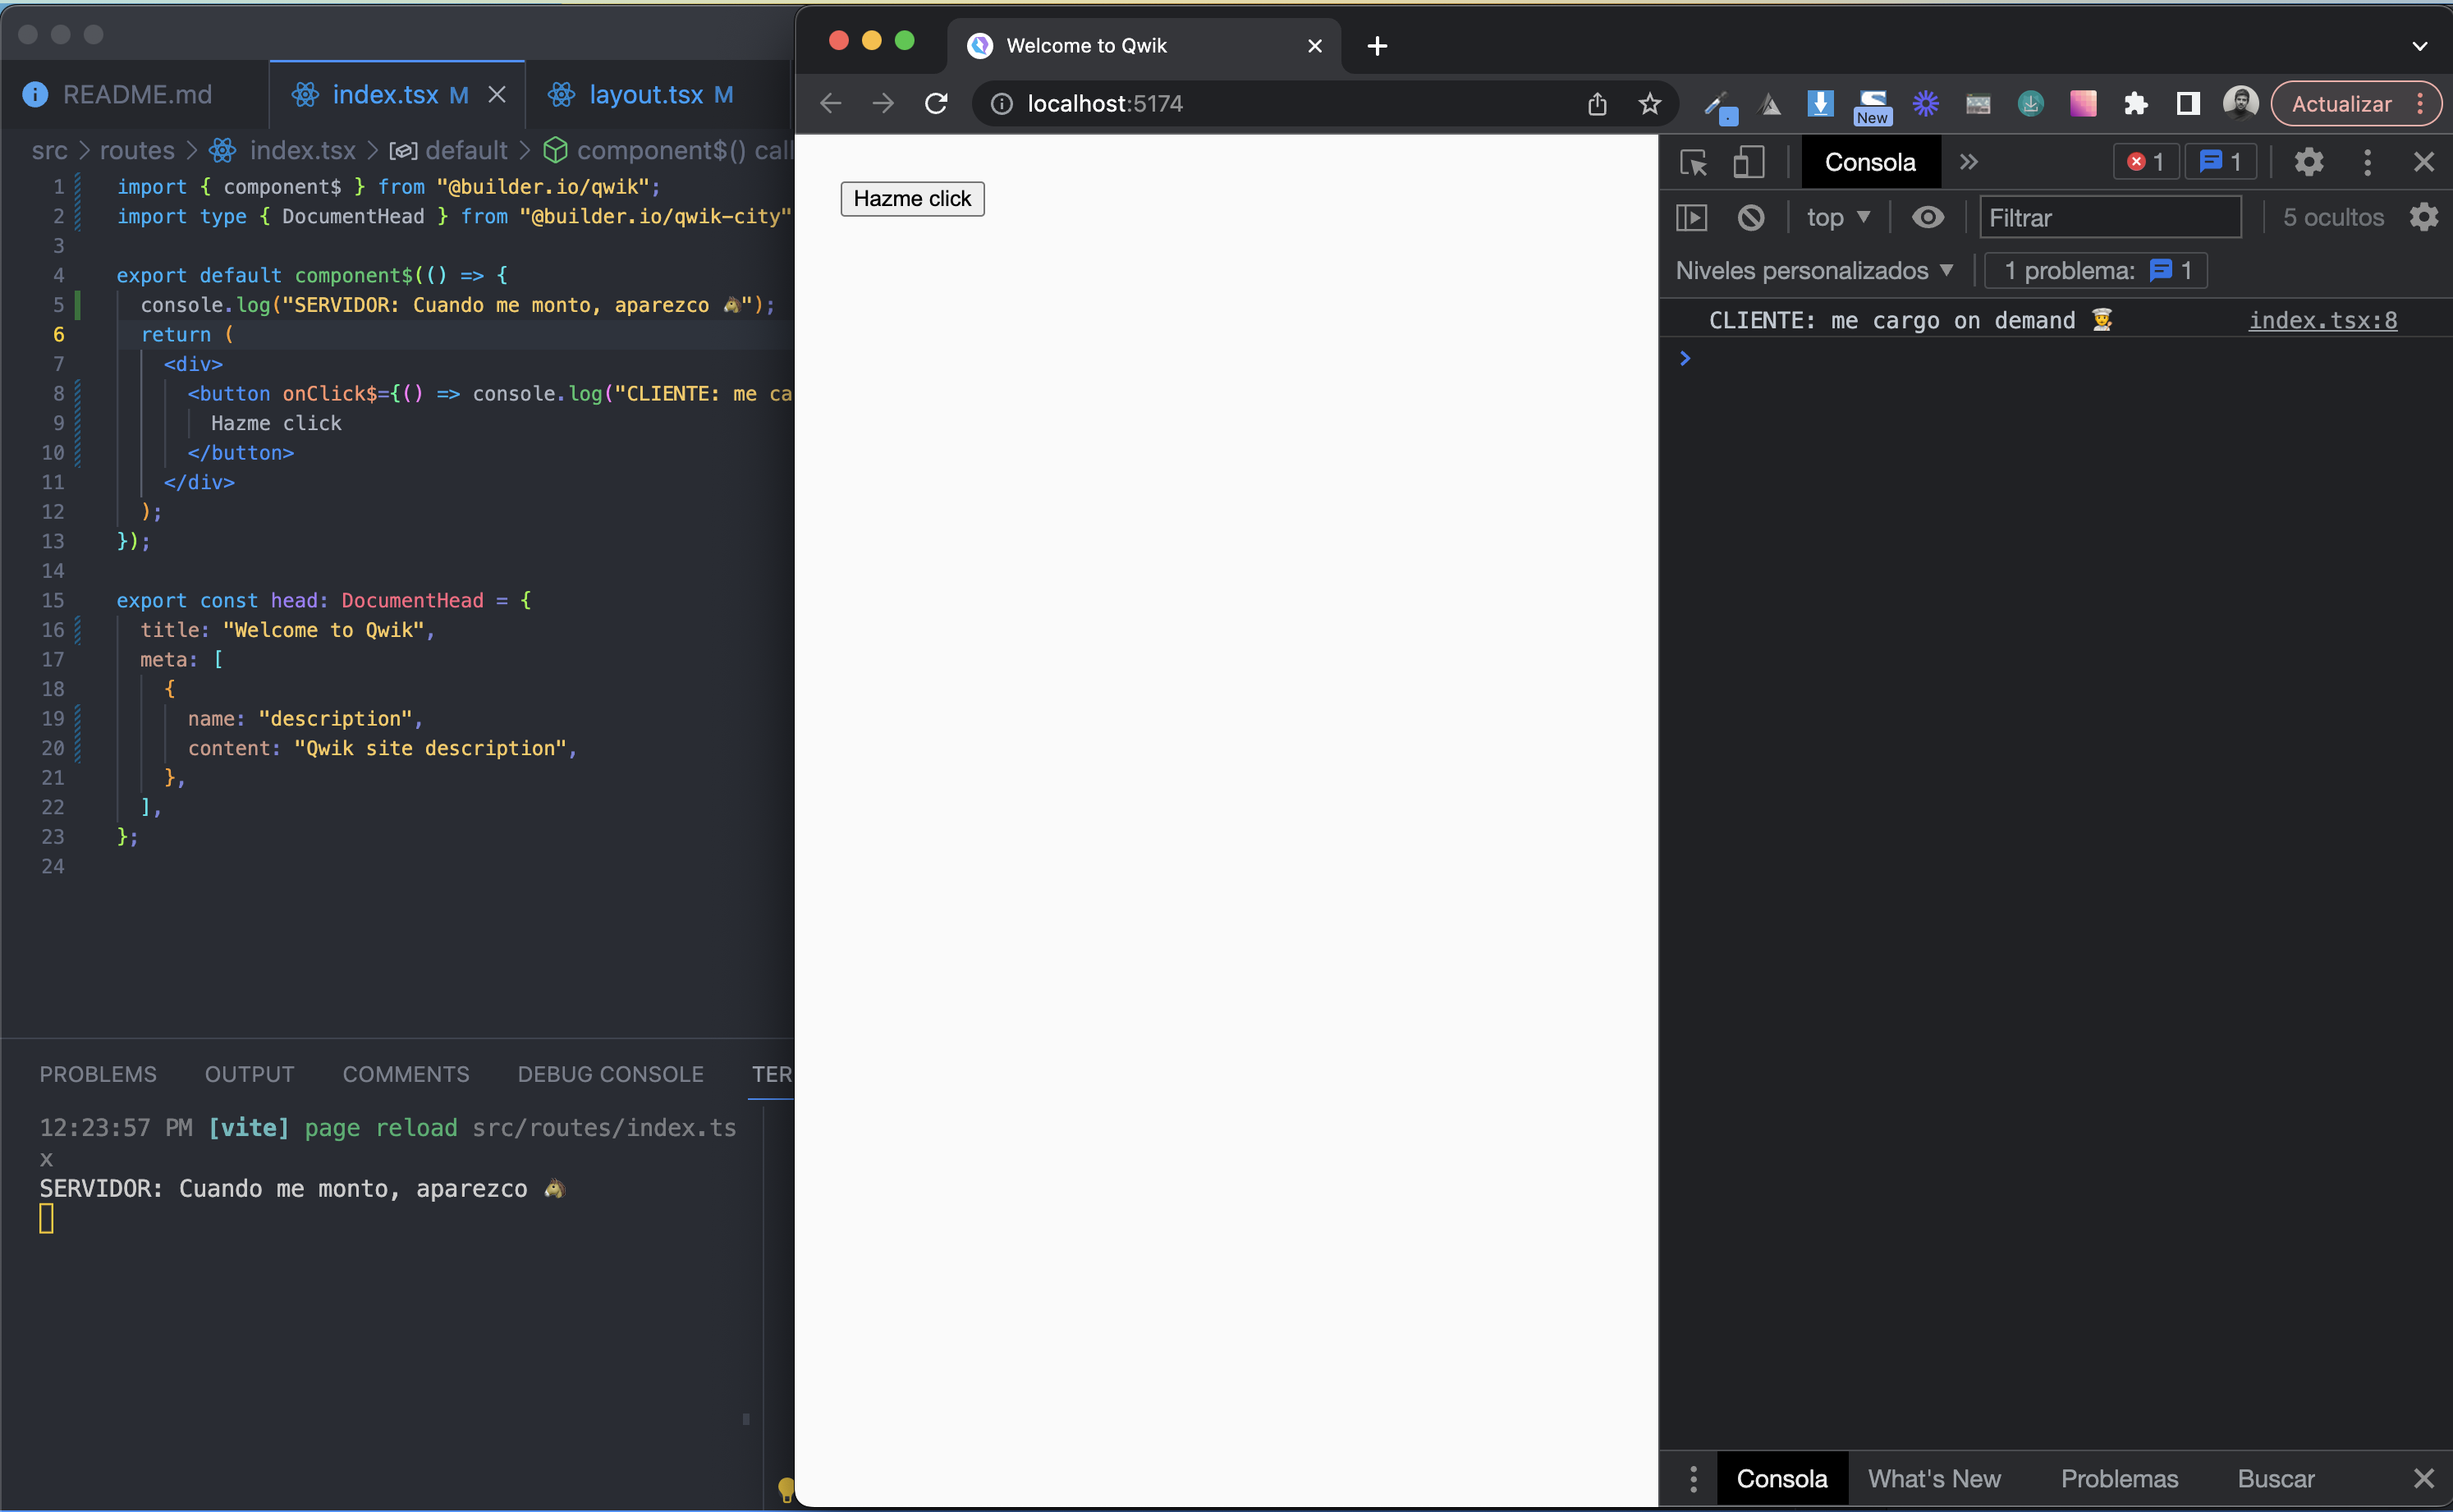 README.md
index.tsx M
layout.tsx M
src > routes > index.tsx > default > component$() call
1 import { component$ } from "@builder.io/qwik";
2 import type { DocumentHead } from "@builder.io/qwik-city"
3
4 export default component$(() => {
5 console.log("SERVIDOR: Cuando me monto, aparezco 🐴");
6 return (
7 <div>
8 <button onClick$={() => console.log("CLIENTE: me ca
9 Hazme click
10 </button>
11 </div>
12 );
13 });
14
15 export const head: DocumentHead = {
16 title: "Welcome to Qwik",
17 meta: [
18 {
19 name: "description",
20 content: "Qwik site description",
21 },
22 ],
23 };
24
PROBLEMS OUTPUT COMMENTS DEBUG CONSOLE TER
12:23:57 PM [vite] page reload src/routes/index.ts
x
SERVIDOR: Cuando me monto, aparezco 🐴
Welcome to Qwik
localhost:5174
New
Actualizar
Hazme click
Consola » 1 1
top Filtrar 5 ocultos
Niveles personalizados 1 problema: 1
CLIENTE: me cargo on demand 👨‍🍳 index.tsx:8
Consola What's New Problemas Buscar